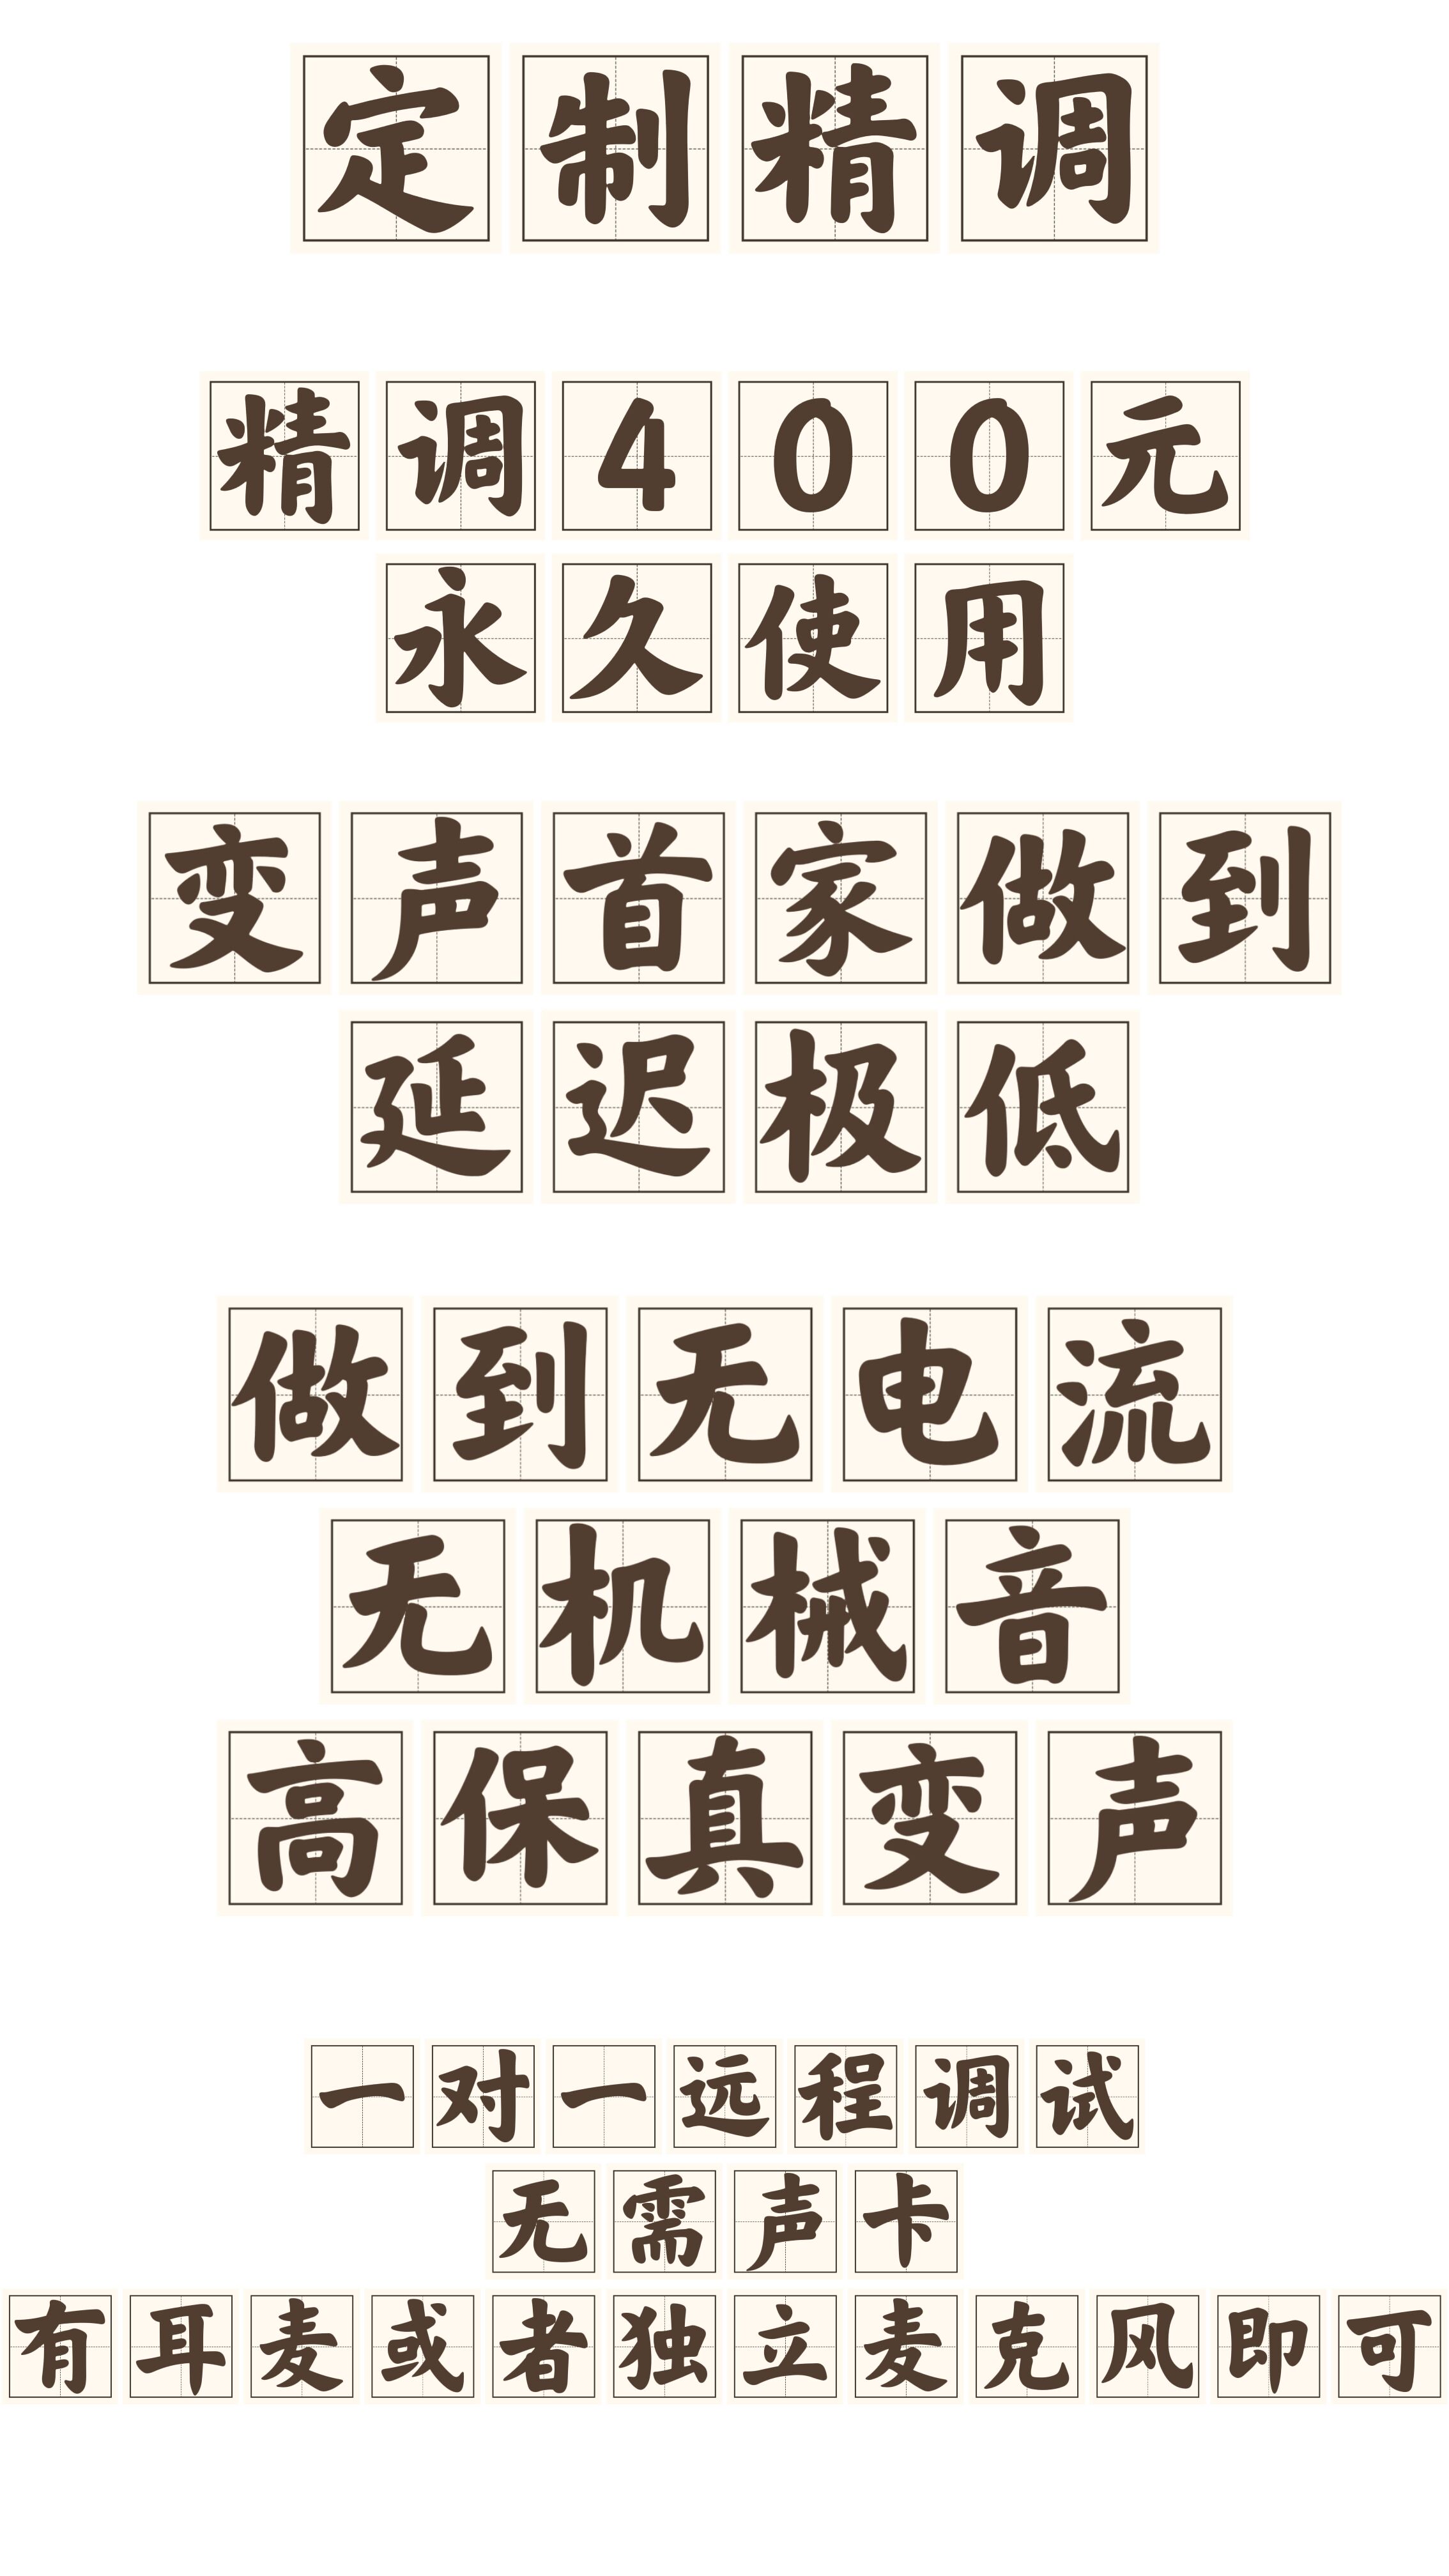 定制精调
精调400元
永久使用
变声首家做到
延迟极低
做到无电流
无机械音
高保真变声
一对一远程调试
无需声卡
有耳麦或者独立麦克风即可